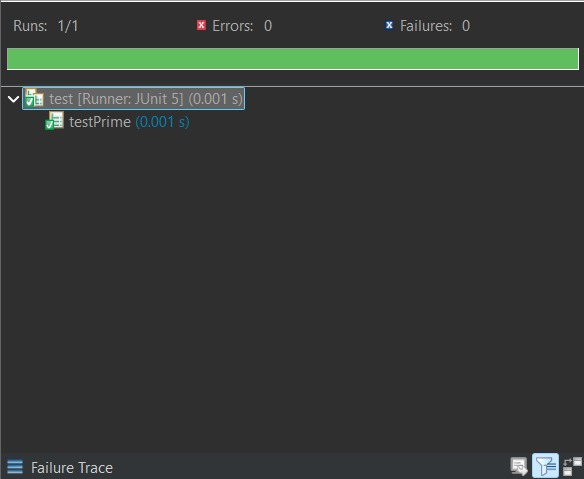 Runs: 1/1 Errors: 0 Failures: 0
test [Runner: JUnit 5] (0.001 s)
testPrime (0.001 s)
Failure Trace